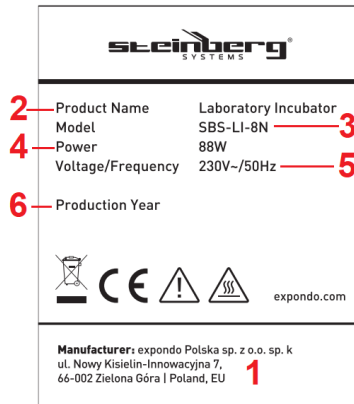 steinberg®
SYSTEMS
2 Product Name Laboratory Incubator
Model SBS-LI-8N 3
4 Power 88W
Voltage/Frequency 230V~/50Hz 5
6 Production Year
CE
expondo.com
Manufacturer: expondo Polska sp. z o.o. sp. k
ul. Nowy Kisielin-Innowacyjna 7,
66-002 Zielona Góra | Poland, EU 1